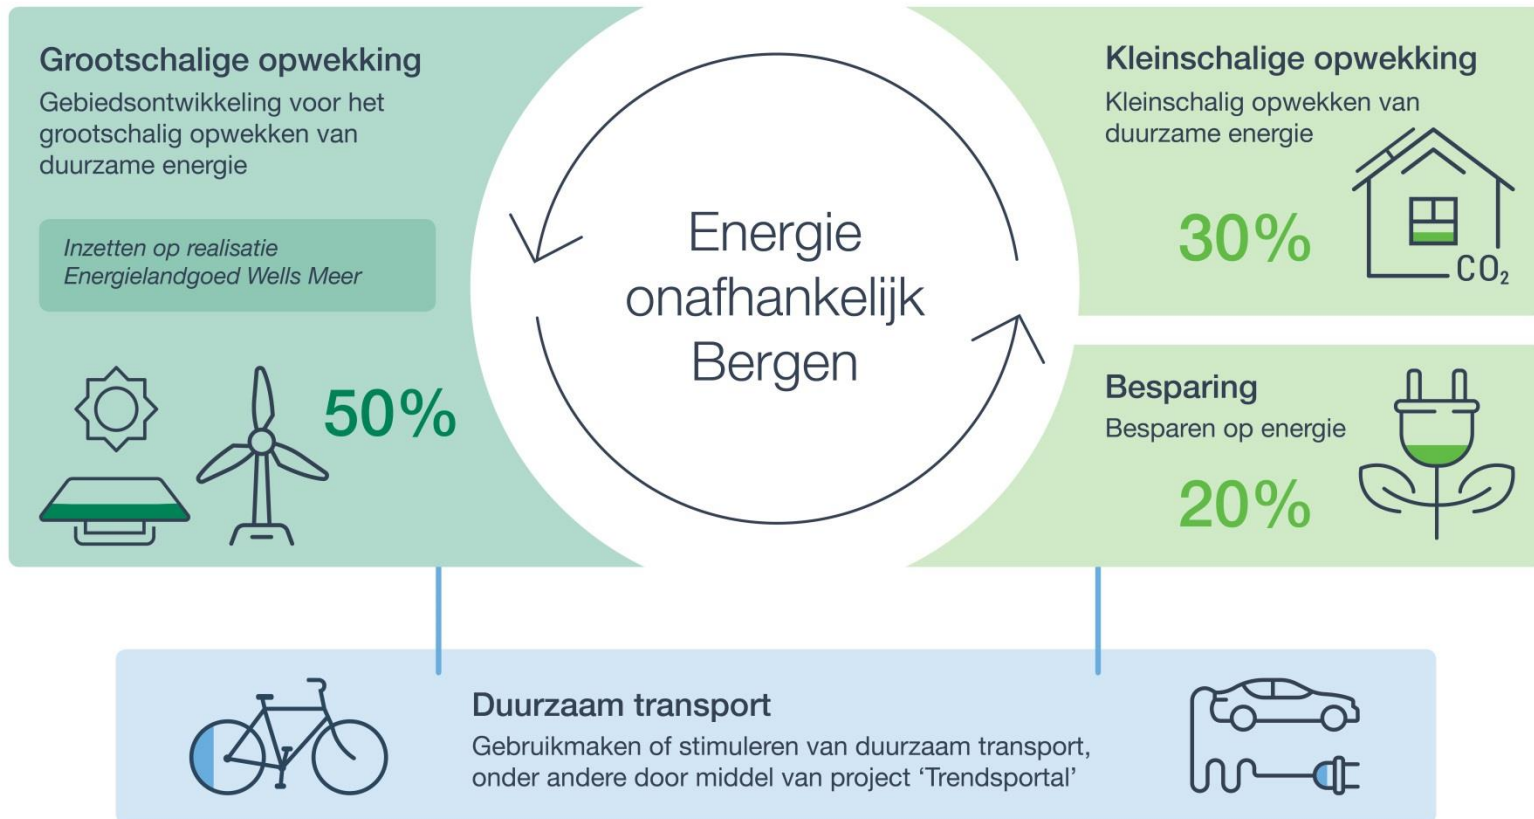 Grootschalige opwekking
Gebiedsontwikkeling voor het
grootschalig opwekken van
duurzame energie
Inzetten op realisatie
Energielandgoed Wells Meer
50%
Energie
onafhankelijk
Bergen
Kleinschalige opwekking
Kleinschalig opwekken van
duurzame energie
30%
CO₂
Besparing
Besparen op energie
20%
Duurzaam transport
Gebruikmaken of stimuleren van duurzaam transport,
onder andere door middel van project ‘Trendsportal’